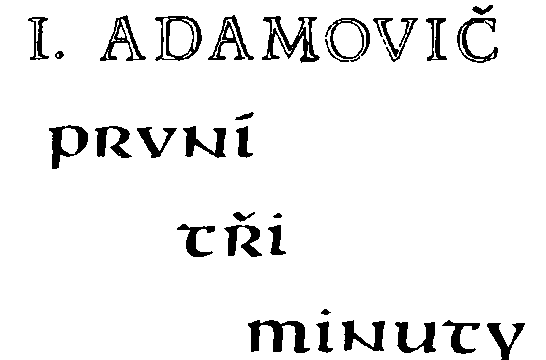 I. ADAMOVIČ
první
tři
minuty